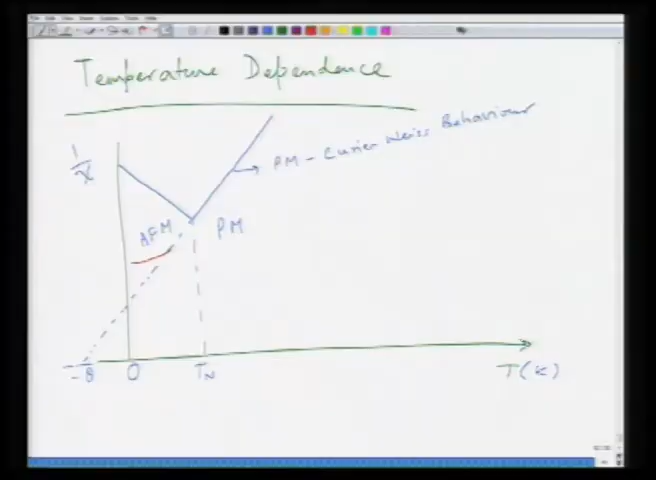 Temperature Dependence
1/χ
PM - Curie Weiss Behaviour
AFM
PM
-θ
0
T_N
T(K)